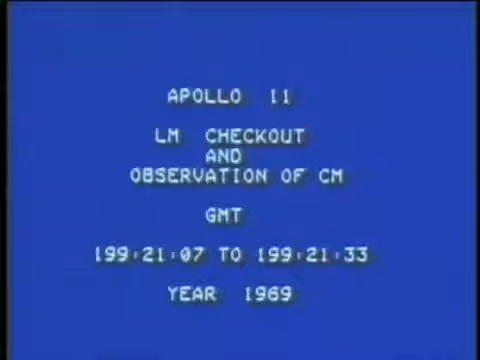 APOLLO 11
LM CHECKOUT
AND
OBSERVATION OF CM
GMT
199:21:07 TO 199:21:33
YEAR 1969